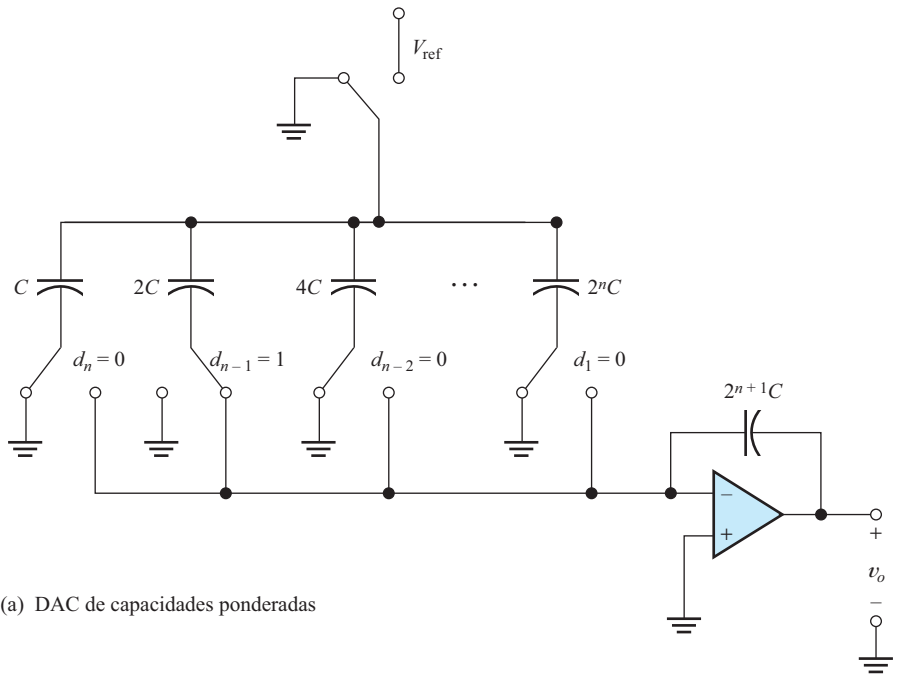 V_ref
C
2C
4C
...
2^n C
d_n = 0
d_{n-1} = 1
d_{n-2} = 0
d_1 = 0
2^{n+1} C
−
+
+
v_o
−
(a) DAC de capacidades ponderadas